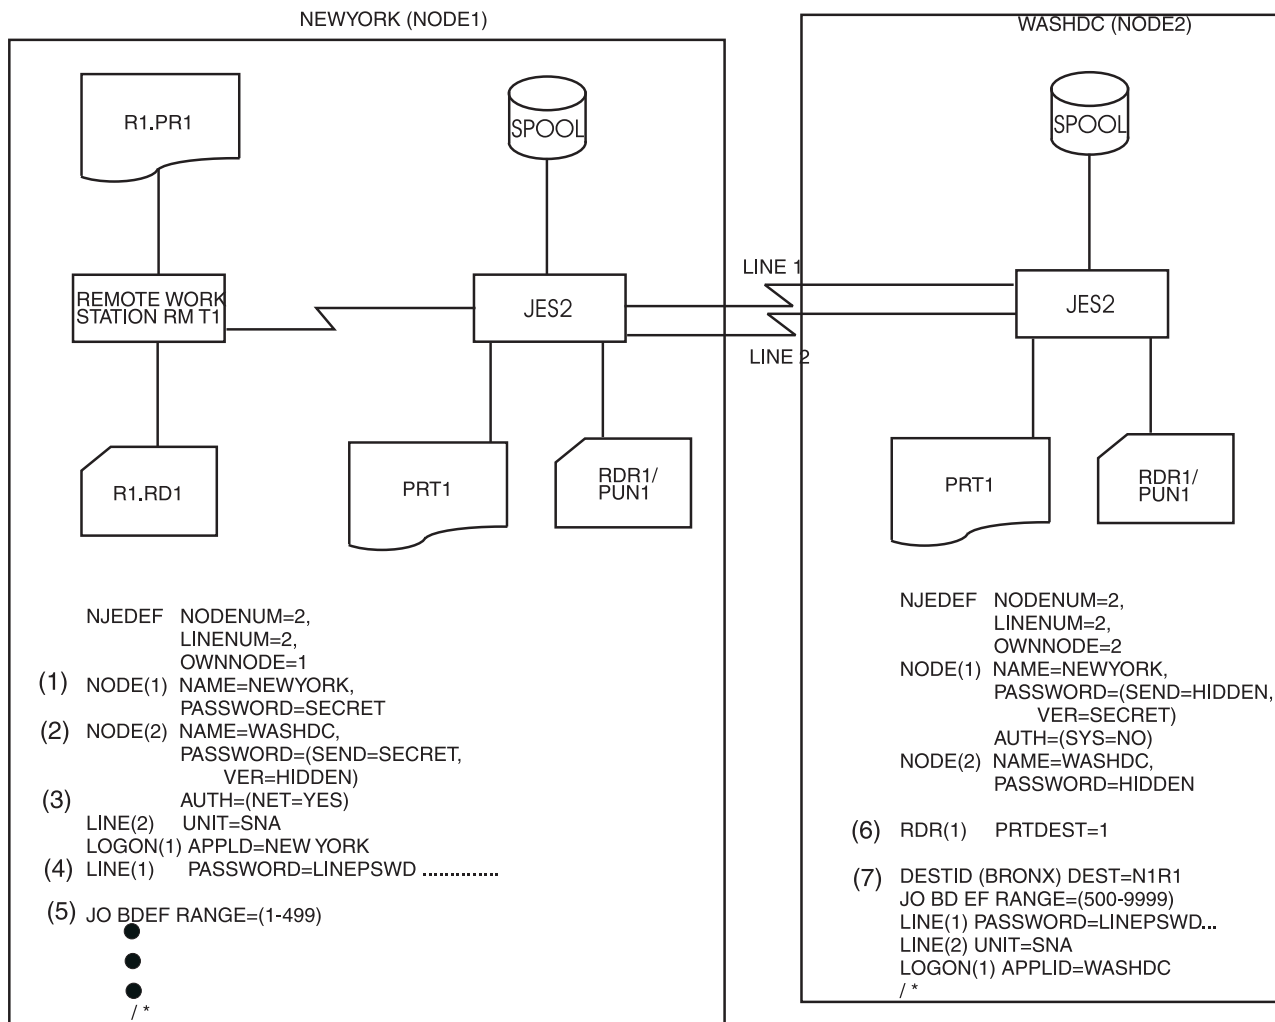 NEWYORK (NODE1)
WASHDC (NODE2)
R1.PR1
SPOOL
SPOOL
LINE 1
REMOTE WORK
STATION RM T1
JES2
JES2
LINE 2
R1.RD1
PRT1
RDR1/
PUN1
PRT1
RDR1/
PUN1
NJEDEF NODENUM=2,
LINENUM=2,
OWNNODE=1
(1) NODE(1) NAME=NEWYORK,
PASSWORD=SECRET
(2) NODE(2) NAME=WASHDC,
PASSWORD=(SEND=SECRET,
VER=HIDDEN)
(3) AUTH=(NET=YES)
LINE(2) UNIT=SNA
LOGON(1) APPLD=NEW YORK
(4) LINE(1) PASSWORD=LINEPSWD ..............
(5) JO BDEF RANGE=(1-499)
/ *
NJEDEF NODENUM=2,
LINENUM=2,
OWNNODE=2
NODE(1) NAME=NEWYORK,
PASSWORD=(SEND=HIDDEN,
VER=SECRET)
AUTH=(SYS=NO)
NODE(2) NAME=WASHDC,
PASSWORD=HIDDEN
(6) RDR(1) PRTDEST=1
(7) DESTID (BRONX) DEST=N1R1
JO BD EF RANGE=(500-9999)
LINE(1) PASSWORD=LINEPSWD...
LINE(2) UNIT=SNA
LOGON(1) APPLID=WASHDC
/ *